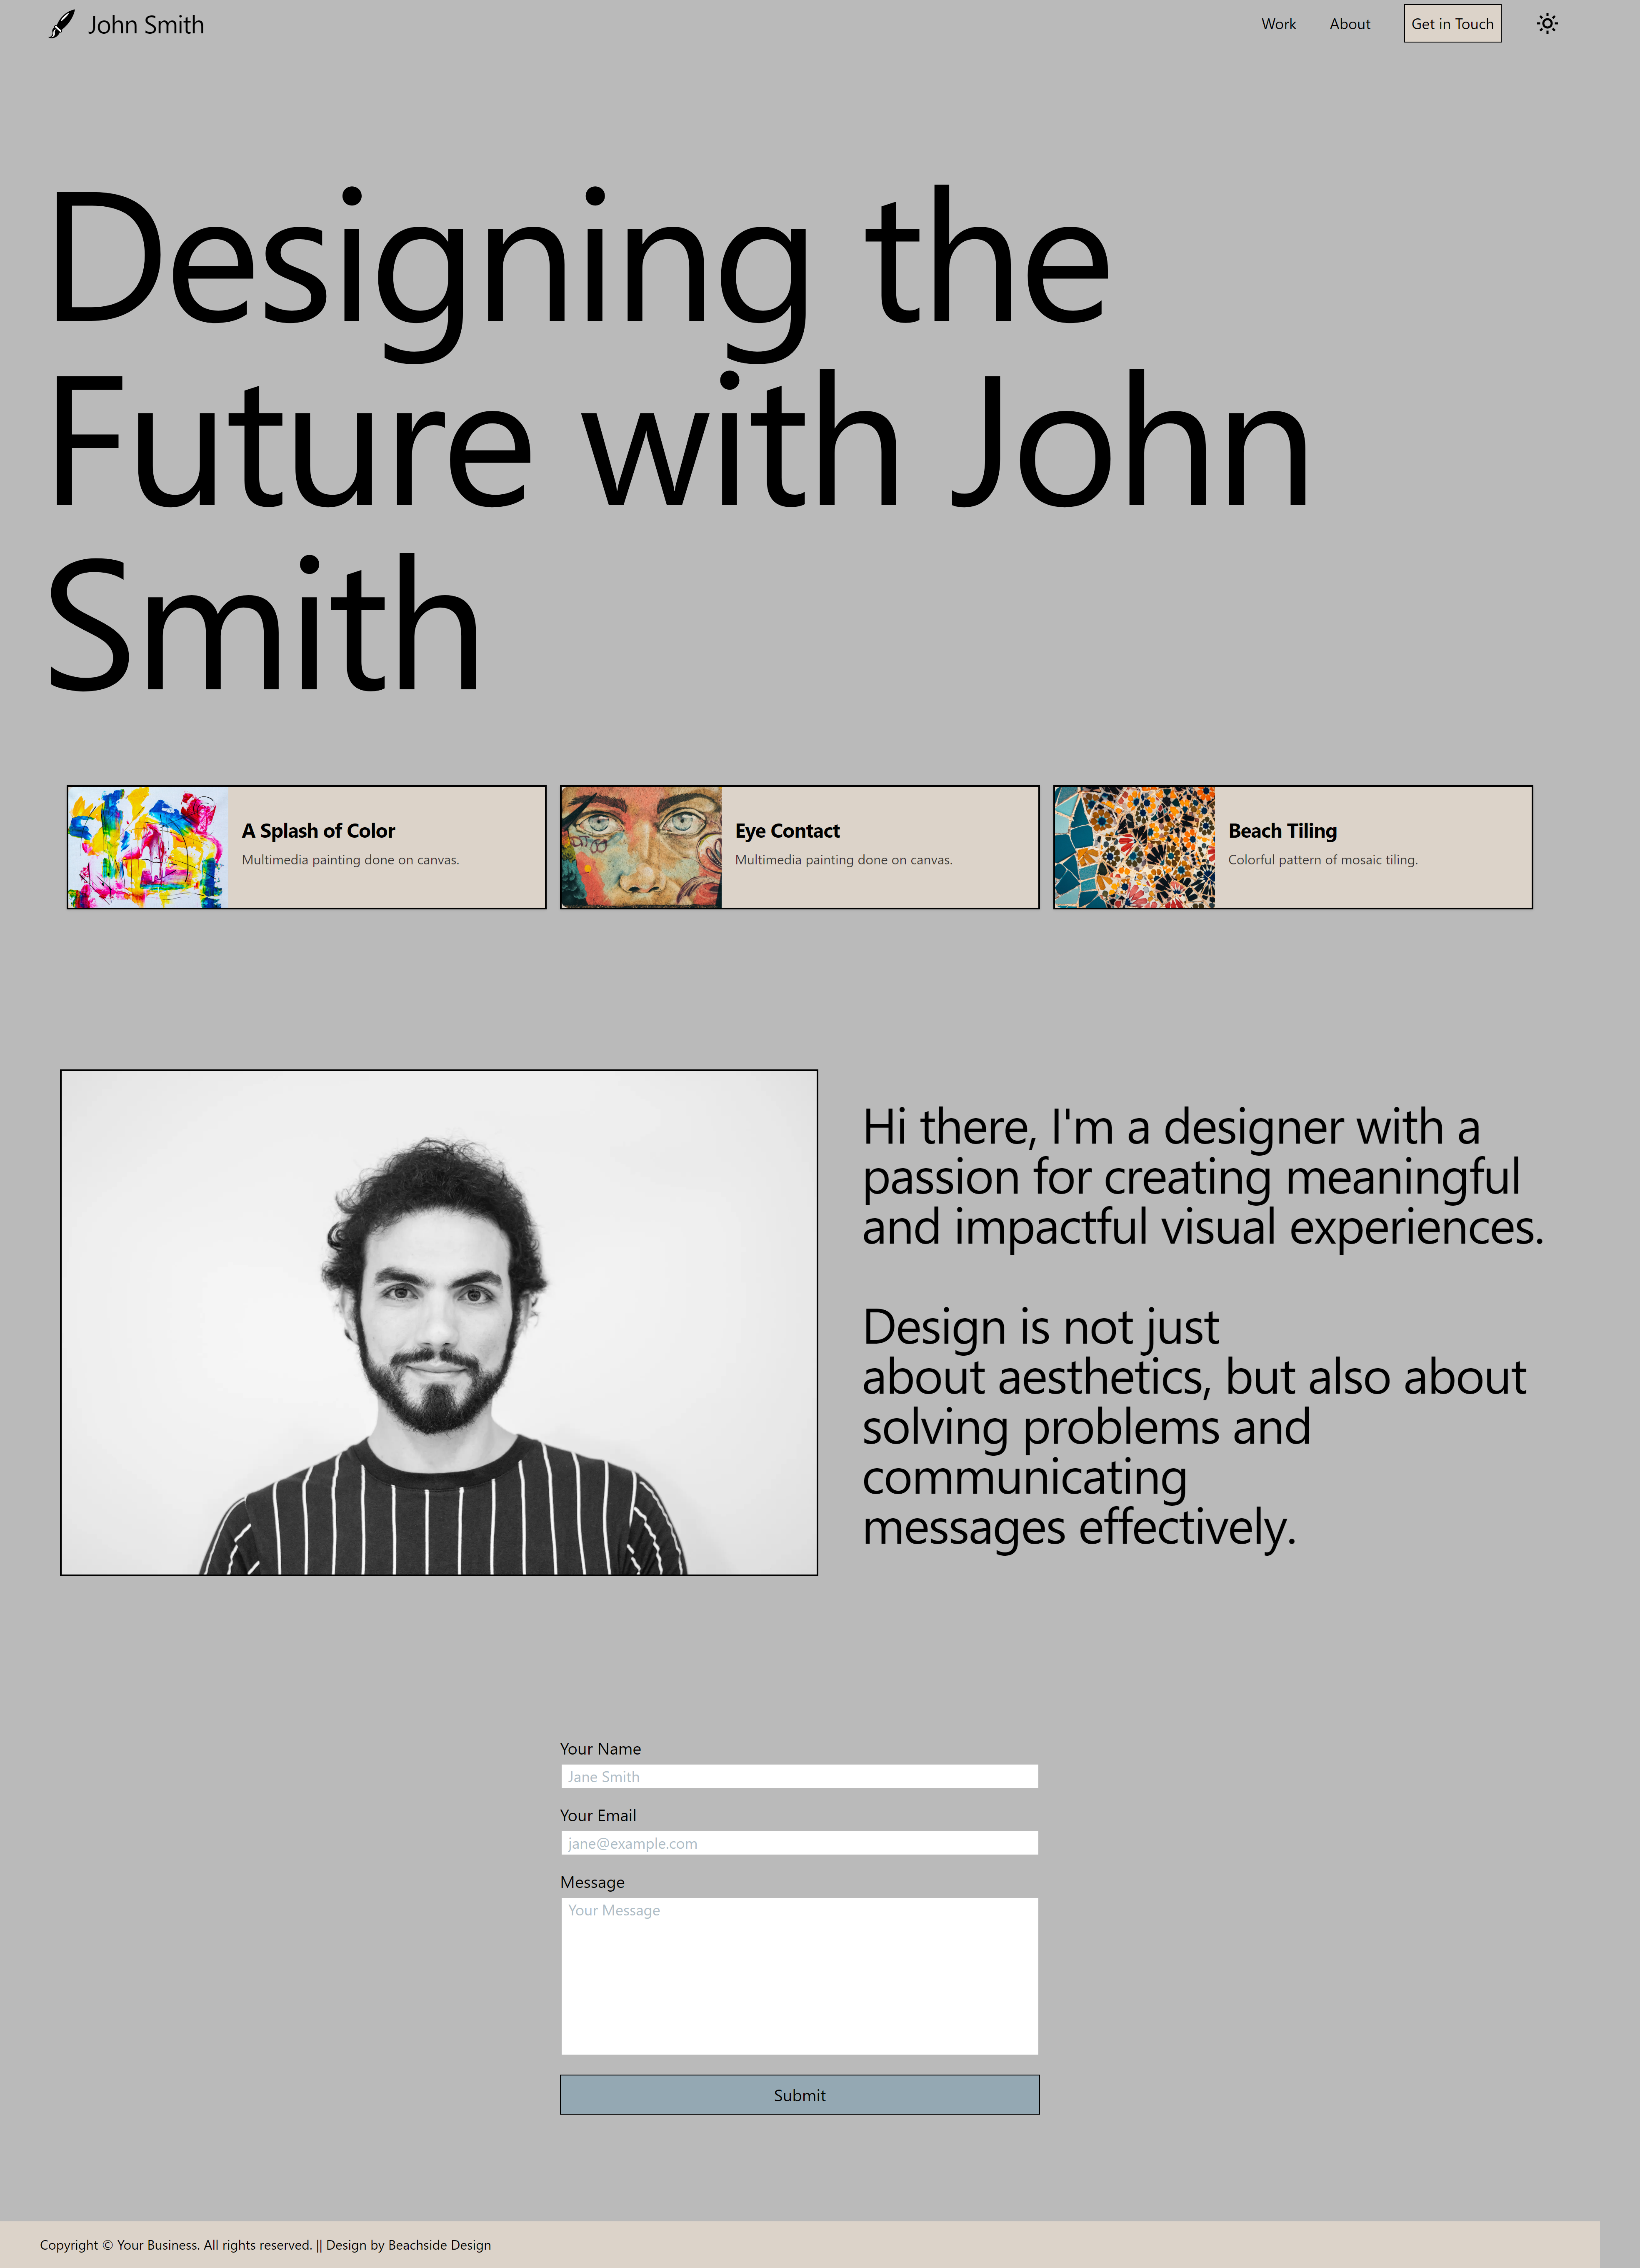 John Smith
Work
About
Get in Touch
Designing the
Future with John
Smith
A Splash of Color
Multimedia painting done on canvas.
Eye Contact
Multimedia painting done on canvas.
Beach Tiling
Colorful pattern of mosaic tiling.
Hi there, I'm a designer with a
passion for creating meaningful
and impactful visual experiences.
Design is not just
about aesthetics, but also about
solving problems and
communicating
messages effectively.
Your Name
Jane Smith
Your Email
jane@example.com
Message
Your Message
Submit
Copyright © Your Business. All rights reserved. || Design by Beachside Design